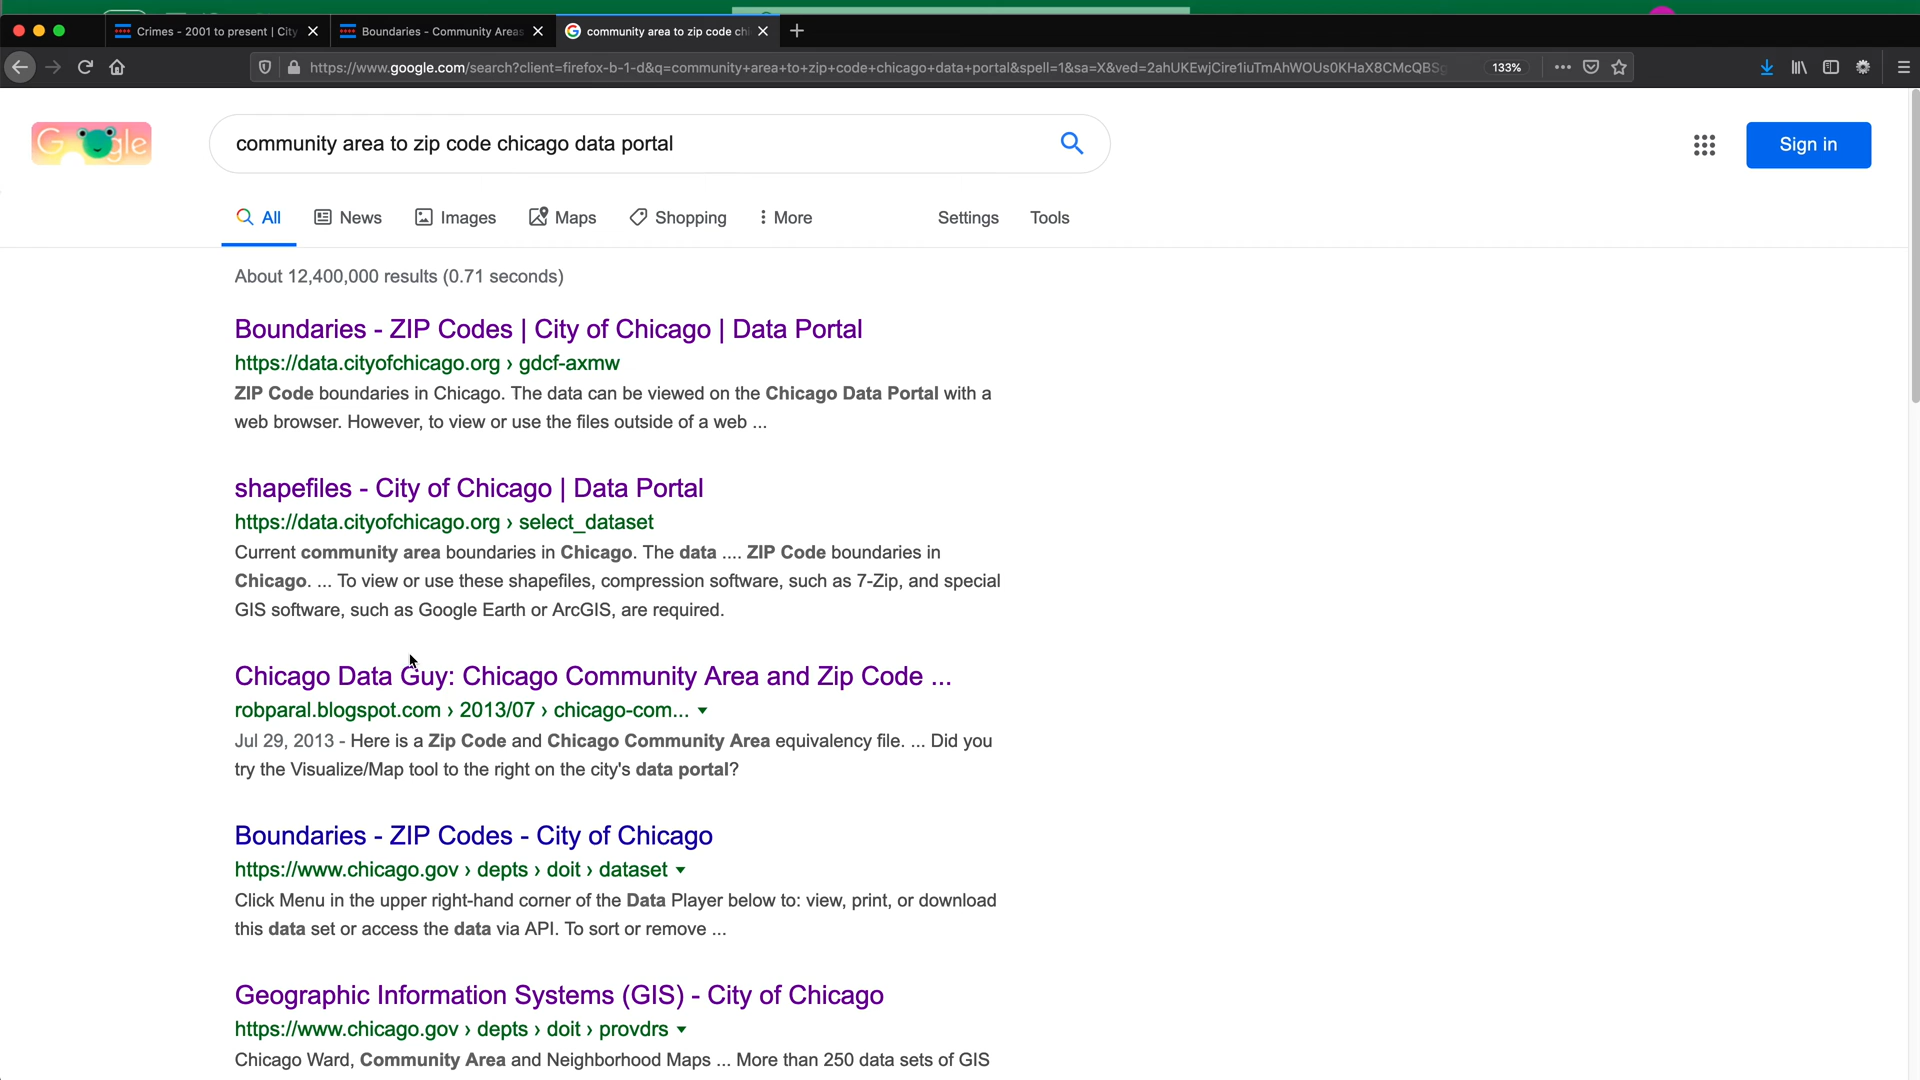 Crimes - 2001 to present | City
Boundaries - Community Areas
community area to zip code chi
https://www.google.com/search?client=firefox-b-1-d&q=community+area+to+zip+code+chicago+data+portal&spell=1&sa=X&ved=2ahUKEwjCire1iuTmAhWOUs0KHaX8CMcQBSg
133%
Google
community area to zip code chicago data portal
Sign in
All
News
Images
Maps
Shopping
More
Settings
Tools
About 12,400,000 results (0.71 seconds)
Boundaries - ZIP Codes | City of Chicago | Data Portal
https://data.cityofchicago.org › gdcf-axmw
ZIP Code boundaries in Chicago. The data can be viewed on the Chicago Data Portal with a
web browser. However, to view or use the files outside of a web ...
shapefiles - City of Chicago | Data Portal
https://data.cityofchicago.org › select_dataset
Current community area boundaries in Chicago. The data .... ZIP Code boundaries in
Chicago. ... To view or use these shapefiles, compression software, such as 7-Zip, and special
GIS software, such as Google Earth or ArcGIS, are required.
Chicago Data Guy: Chicago Community Area and Zip Code ...
robparal.blogspot.com › 2013/07 › chicago-com...
Jul 29, 2013 - Here is a Zip Code and Chicago Community Area equivalency file. ... Did you
try the Visualize/Map tool to the right on the city's data portal?
Boundaries - ZIP Codes - City of Chicago
https://www.chicago.gov › depts › doit › dataset
Click Menu in the upper right-hand corner of the Data Player below to: view, print, or download
this data set or access the data via API. To sort or remove ...
Geographic Information Systems (GIS) - City of Chicago
https://www.chicago.gov › depts › doit › provdrs
Chicago Ward, Community Area and Neighborhood Maps ... More than 250 data sets of GIS